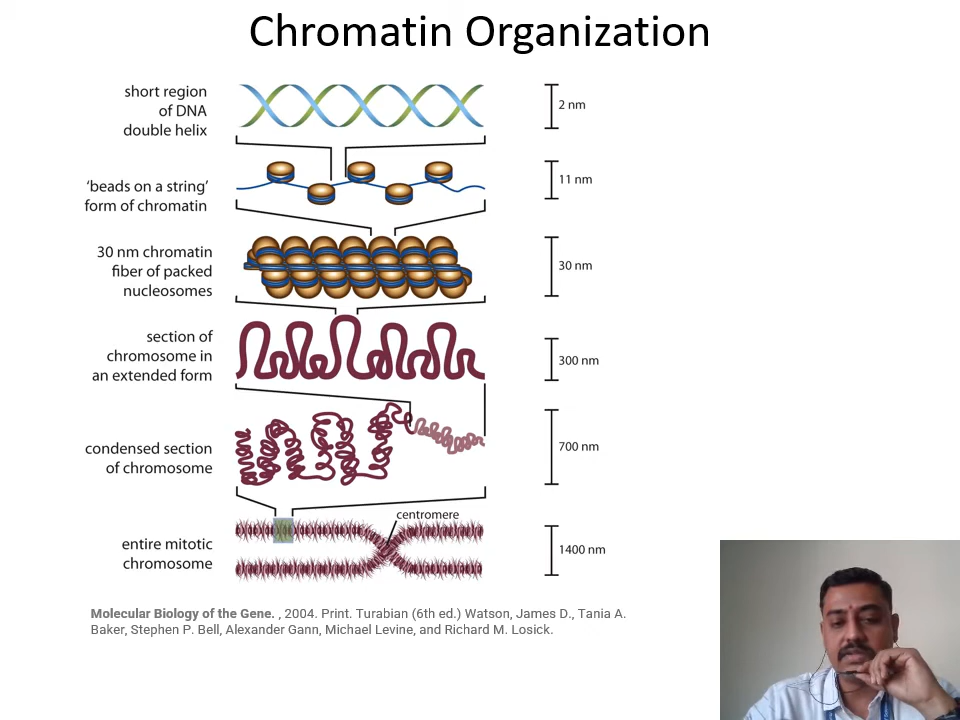 Chromatin Organization
short region
of DNA
double helix
2 nm
'beads on a string'
form of chromatin
11 nm
30 nm chromatin
fiber of packed
nucleosomes
30 nm
section of
chromosome in
an extended form
300 nm
condensed section
of chromosome
700 nm
centromere
entire mitotic
chromosome
1400 nm
Molecular Biology of the Gene. , 2004. Print. Turabian (6th ed.) Watson, James D., Tania A.
Baker, Stephen P. Bell, Alexander Gann, Michael Levine, and Richard M. Losick.